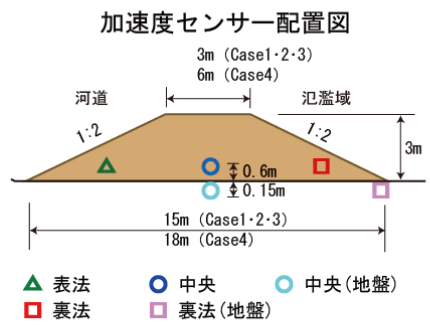 加速度センサー配置図
3m（Case1・2・3）
6m（Case4）
河道
氾濫域
1:2
1:2
3m
0.6m
0.15m
15m（Case1・2・3）
18m（Case4）
表法
中央
中央（地盤）
裏法
裏法（地盤）